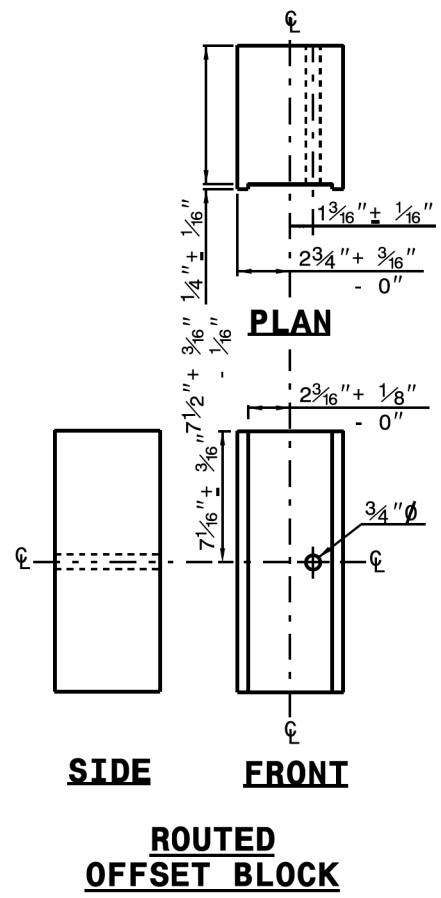 ℄
1 3/16"± 1/16"
2 3/4"+ 3/16"
- 0"
1/4"± 1/16"
7 1/2"+ 3/16"
- 1/16"
PLAN
2 3/16"+ 1/8"
- 0"
7 1/16"± 3/16"
3/4"Ø
℄
℄
℄
SIDE
FRONT
ROUTED
OFFSET BLOCK